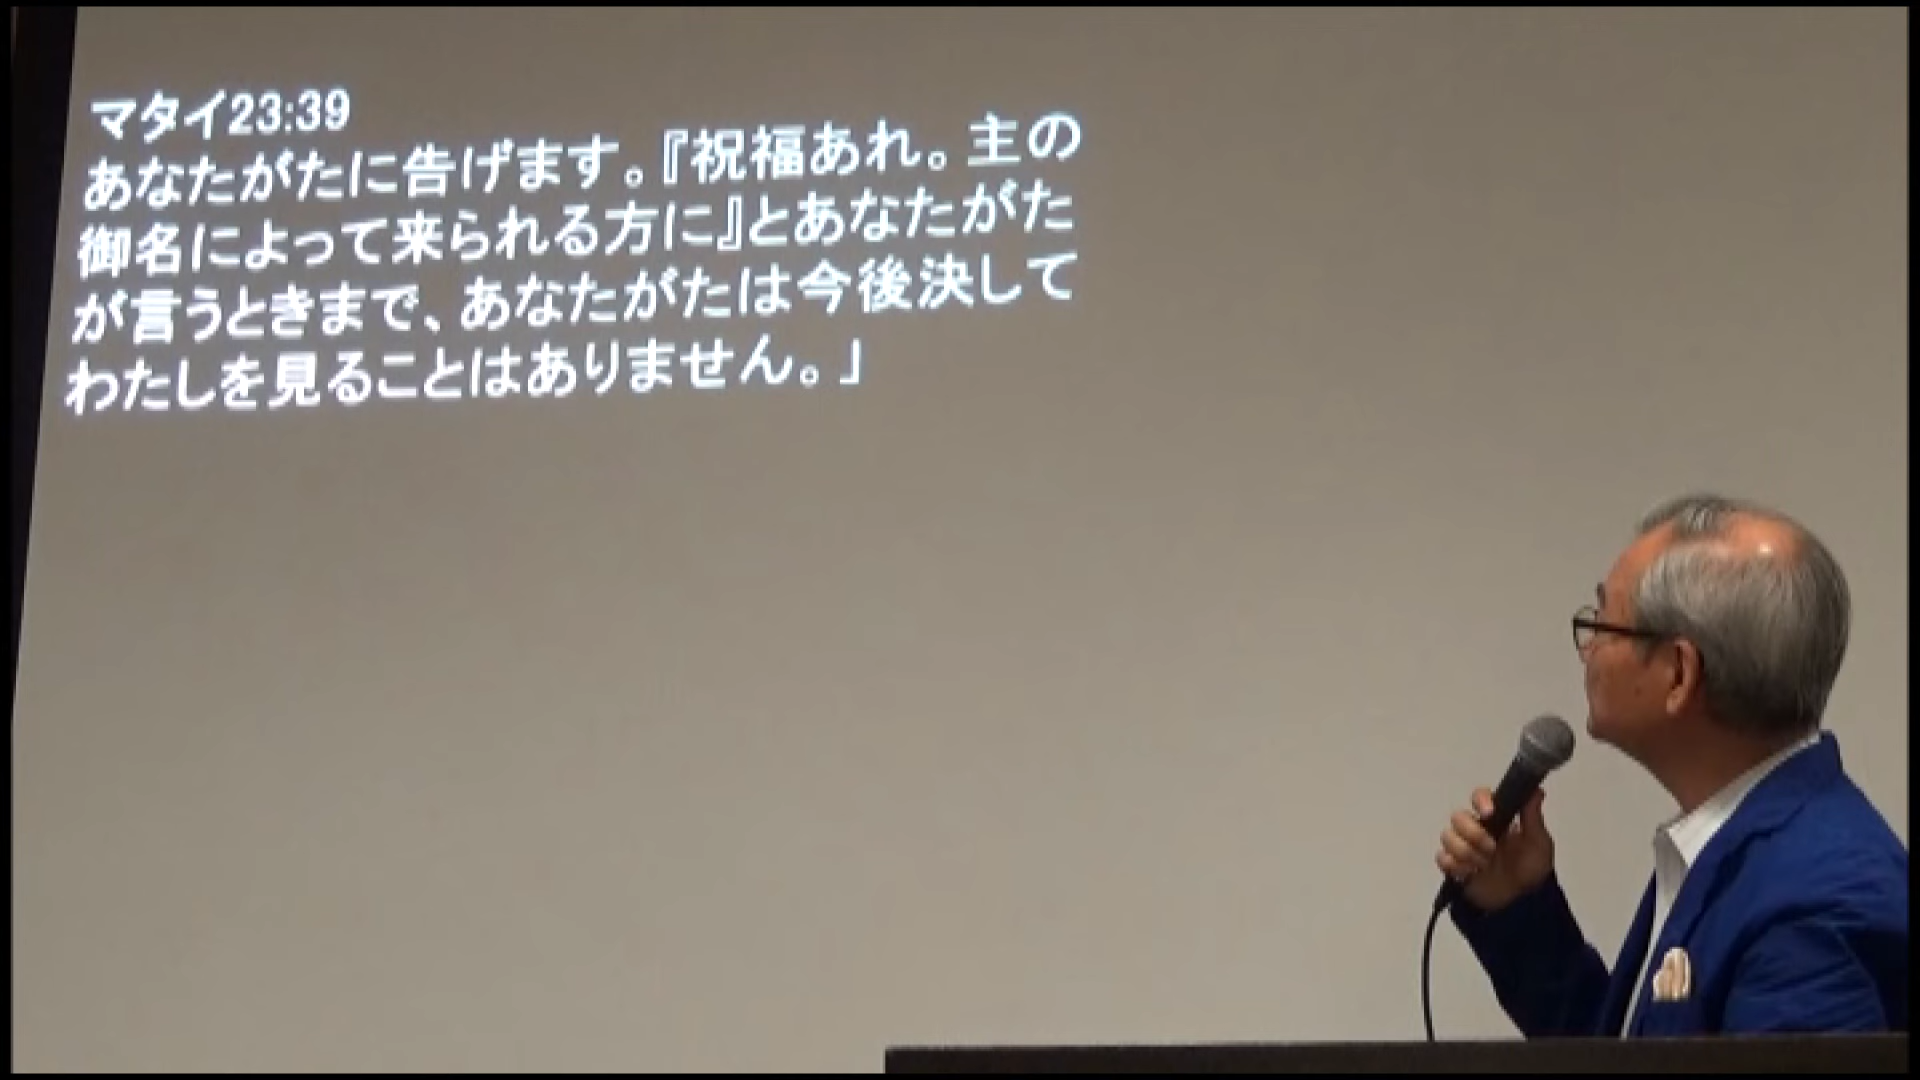 マタイ23:39
あなたがたに告げます。『祝福あれ。主の
御名によって来られる方に』とあなたがた
が言うときまで、あなたがたは今後決して
わたしを見ることはありません。」